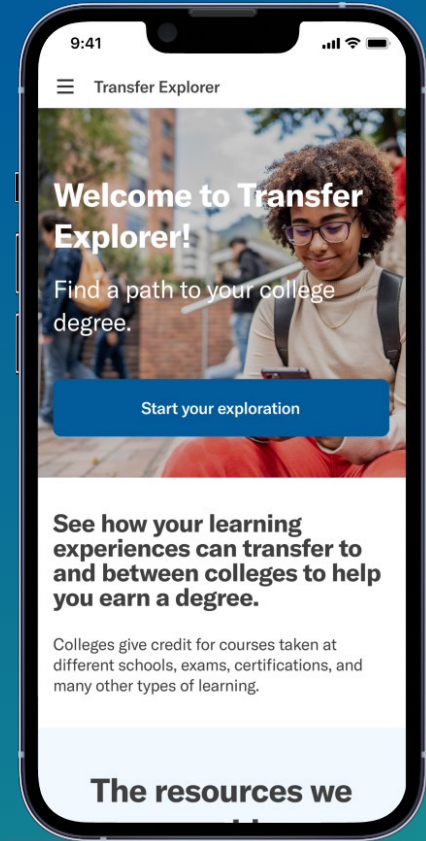 9:41
Transfer Explorer
Welcome to Transfer
Explorer!
Find a path to your college
degree.
Start your exploration
See how your learning
experiences can transfer to
and between colleges to help
you earn a degree.
Colleges give credit for courses taken at
different schools, exams, certifications, and
many other types of learning.
The resources we